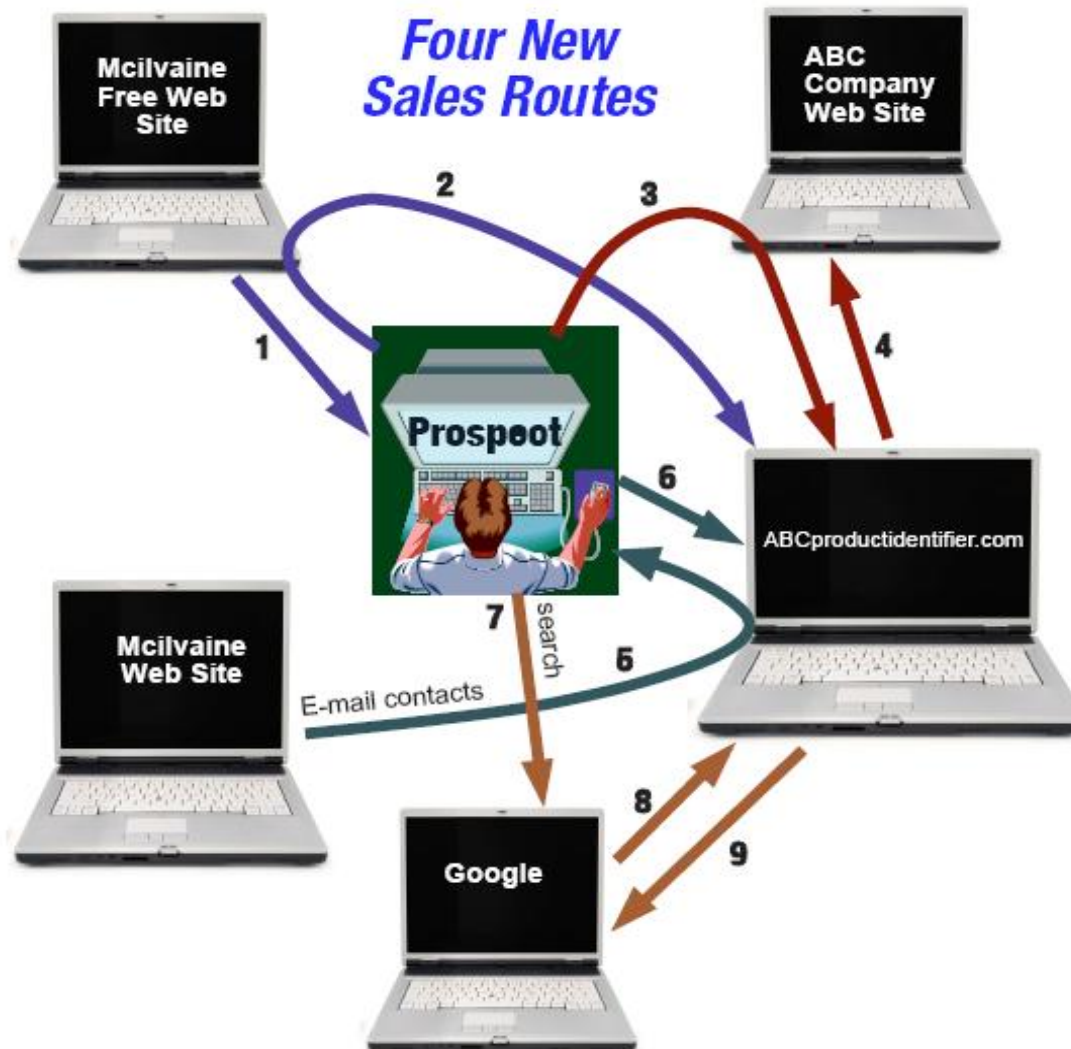 Four New
Sales Routes
Mcilvaine
Free Web
Site
ABC
Company
Web Site
2
3
1
4
Prospect
6
ABCproductidentifier.com
7
search
5
Mcilvaine
Web Site
E-mail contacts
8
9
Google